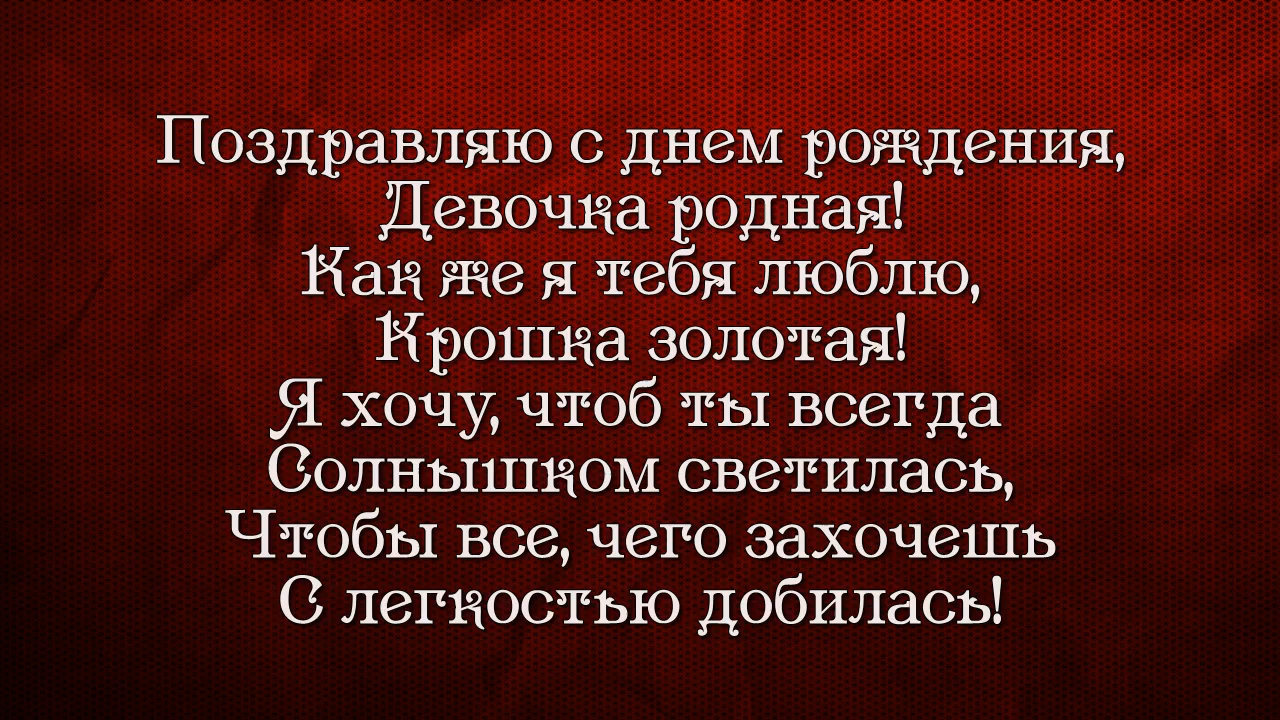 Поздравляю с днем рождения,
Девочка родная!
Как же я тебя люблю,
Крошка золотая!
Я хочу, чтоб ты всегда
Солнышком светилась,
Чтобы все, чего захочешь
С легкостью добилась!